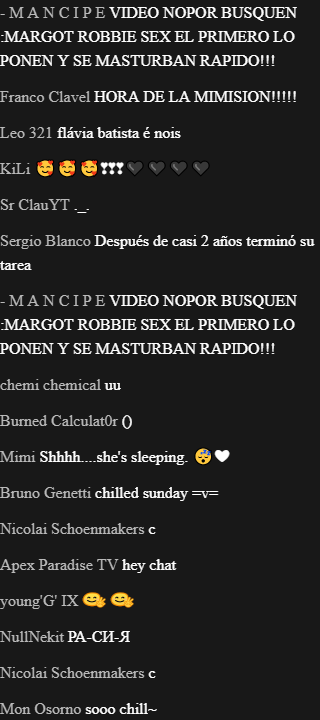 - M A N C I P E VIDEO NOPOR BUSQUEN
:MARGOT ROBBIE SEX EL PRIMERO LO
PONEN Y SE MASTURBAN RAPIDO!!!
Franco Clavel HORA DE LA MIMISION!!!!!
Leo 321 flávia batista é nois
KiLi 🥰 🥰 🥰❣❣❣🖤 🖤 🖤 🖤
Sr ClauYT ._.
Sergio Blanco Después de casi 2 años terminó su
tarea
- M A N C I P E VIDEO NOPOR BUSQUEN
:MARGOT ROBBIE SEX EL PRIMERO LO
PONEN Y SE MASTURBAN RAPIDO!!!
chemi chemical uu
Burned Calculat0r ()
Mimi Shhhh....she's sleeping. 😴🤍
Bruno Genetti chilled sunday =v=
Nicolai Schoenmakers c
Apex Paradise TV hey chat
young'G' IX 
NullNekit РА-СИ-Я
Nicolai Schoenmakers c
Mon Osorno sooo chill~